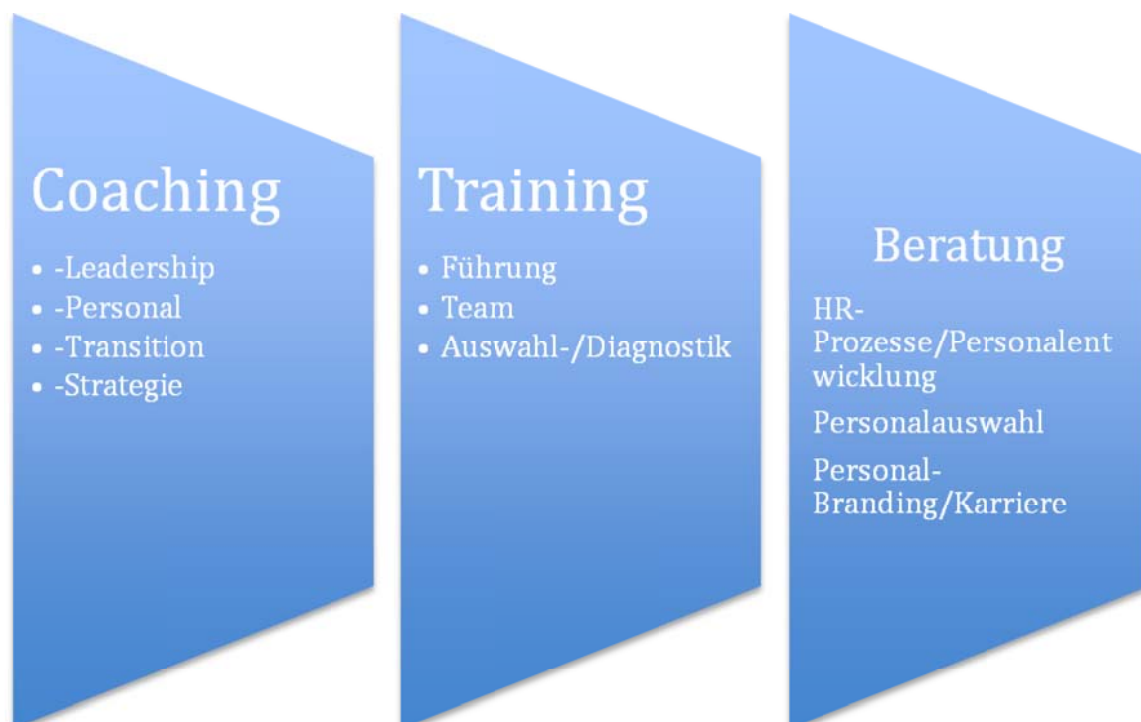 Coaching
• -Leadership
• -Personal
• -Transition
• -Strategie
Training
• Führung
• Team
• Auswahl-/Diagnostik
Beratung
HR-
Prozesse/Personalent
wicklung
Personalauswahl
Personal-
Branding/Karriere